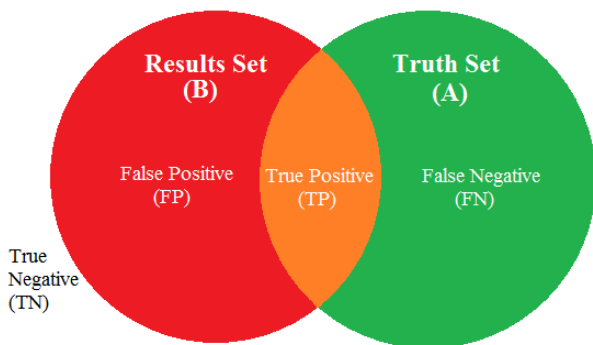 Results Set
(B)
Truth Set
(A)
False Positive
(FP)
True Positive
(TP)
False Negative
(FN)
True
Negative
(TN)